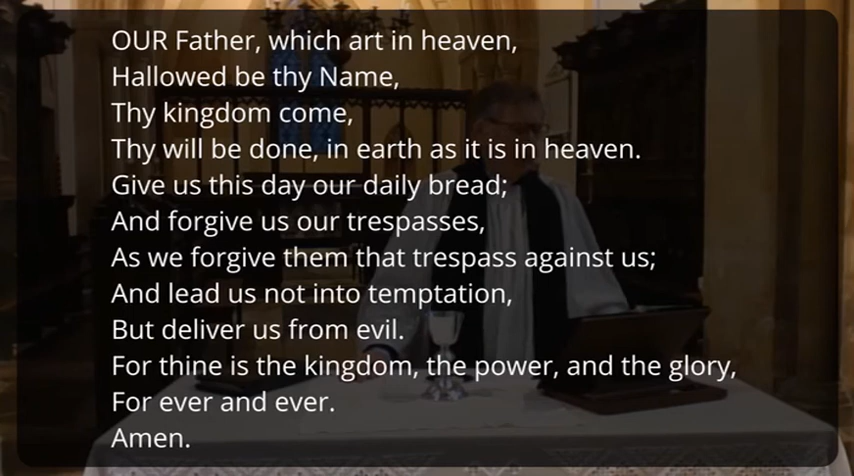 OUR Father, which art in heaven,
Hallowed be thy Name,
Thy kingdom come,
Thy will be done, in earth as it is in heaven.
Give us this day our daily bread;
And forgive us our trespasses,
As we forgive them that trespass against us;
And lead us not into temptation,
But deliver us from evil.
For thine is the kingdom, the power, and the glory,
For ever and ever.
Amen.